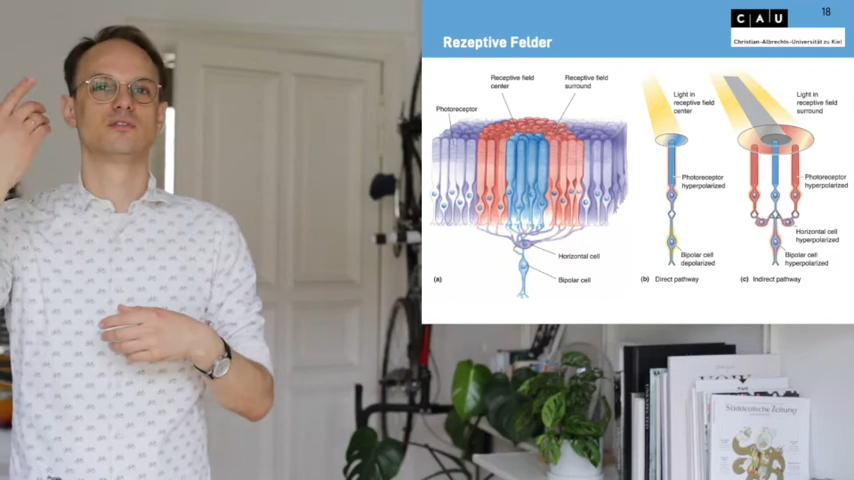 18
CAU
Christian-Albrechts-Universität zu Kiel
Rezeptive Felder
Receptive field
center
Receptive field
surround
Photoreceptor
Horizontal cell
Bipolar cell
(a)
Light in
receptive field
center
Photoreceptor
hyperpolarized
Bipolar cell
depolarized
(b) Direct pathway
Light in
receptive field
surround
Photoreceptor
hyperpolarized
Horizontal cell
hyperpolarized
Bipolar cell
hyperpolarized
(c) Indirect pathway
Süddeutsche Zeitung